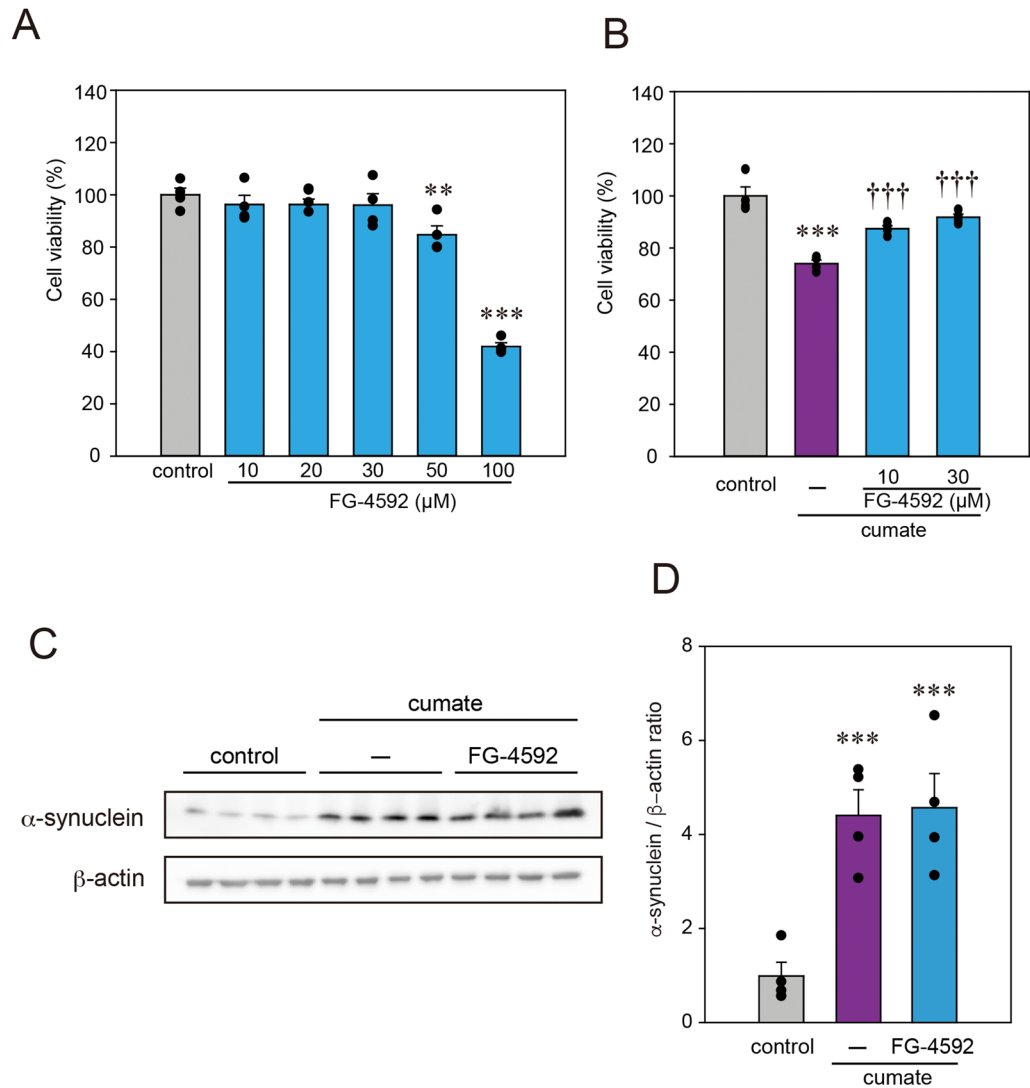 A
140
120
100
80
60
40
20
0
Cell viability (%)
**
***
control
10
20
30
50
100
FG-4592 (μM)
B
140
120
100
80
60
40
20
0
Cell viability (%)
***
†††
†††
control
—
10
30
FG-4592 (μM)
cumate
C
cumate
control
—
FG-4592
α-synuclein
β-actin
D
8
6
4
2
0
α-synuclein / β-actin ratio
***
***
control
—
FG-4592
cumate